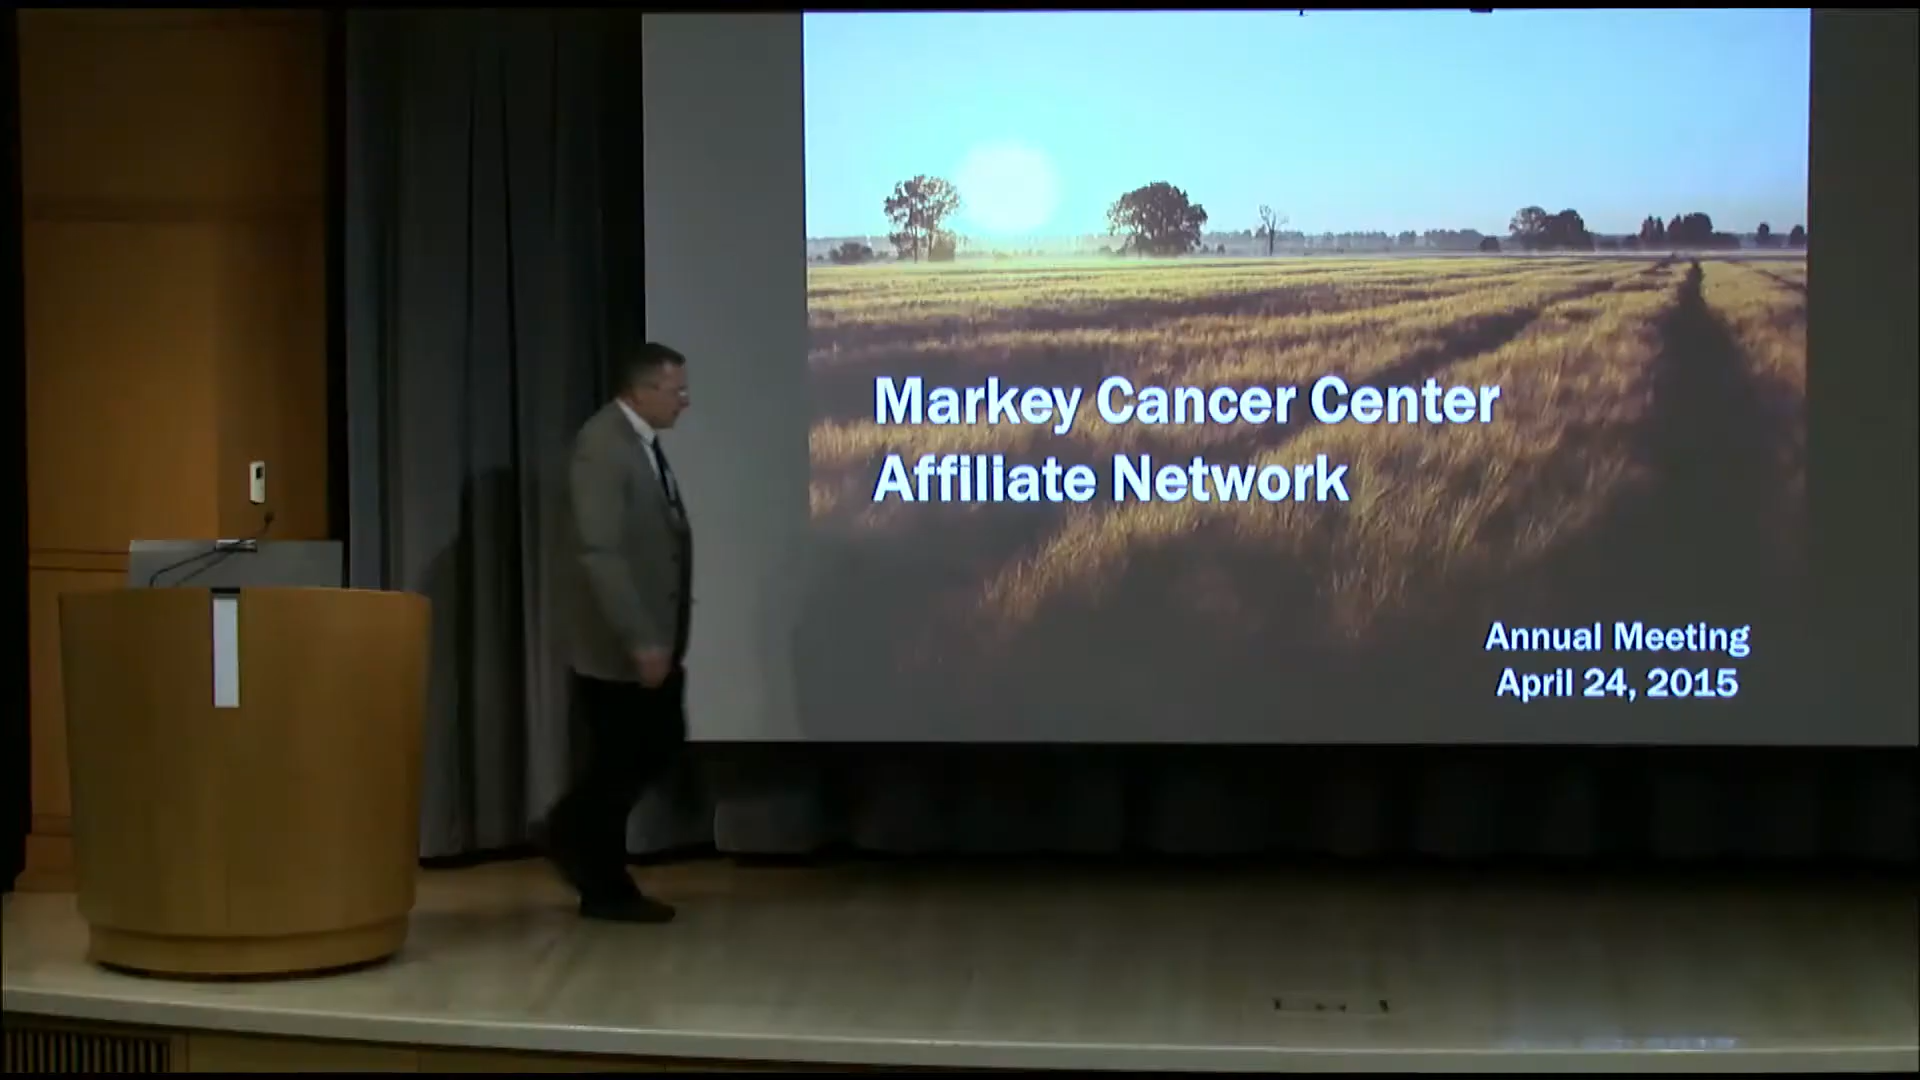 Markey Cancer Center
Affiliate Network
Annual Meeting
April 24, 2015